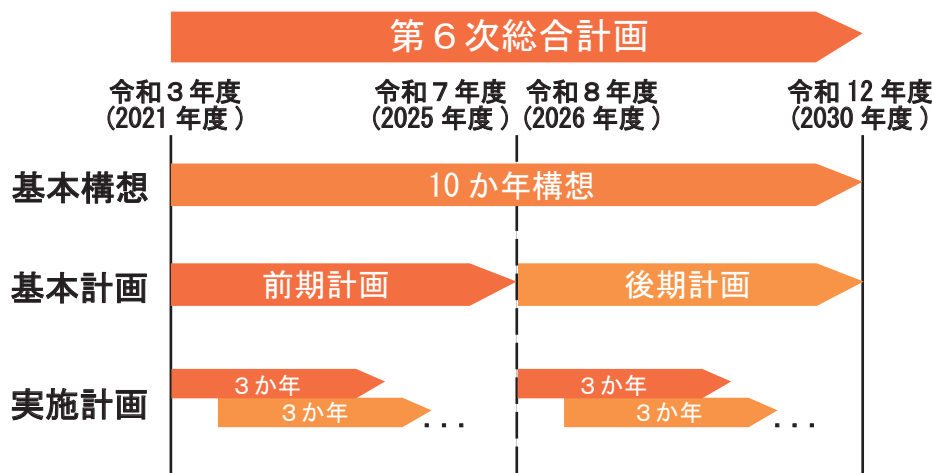 第6次総合計画
令和3年度
(2021 年度 )
令和7年度
(2025 年度 )
令和8年度
(2026 年度 )
令和 12 年度
(2030 年度 )
基本構想
10 か年構想
基本計画
前期計画
後期計画
実施計画
3か年
3か年
...
3か年
3か年
...